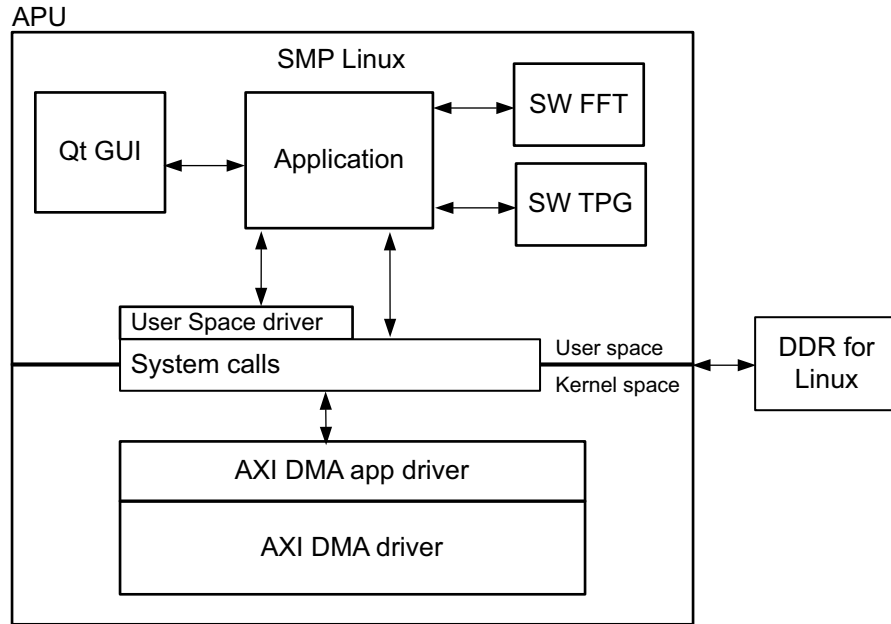 APU
SMP Linux
Qt GUI
Application
SW FFT
SW TPG
User Space driver
System calls
User space
Kernel space
DDR for
Linux
AXI DMA app driver
AXI DMA driver